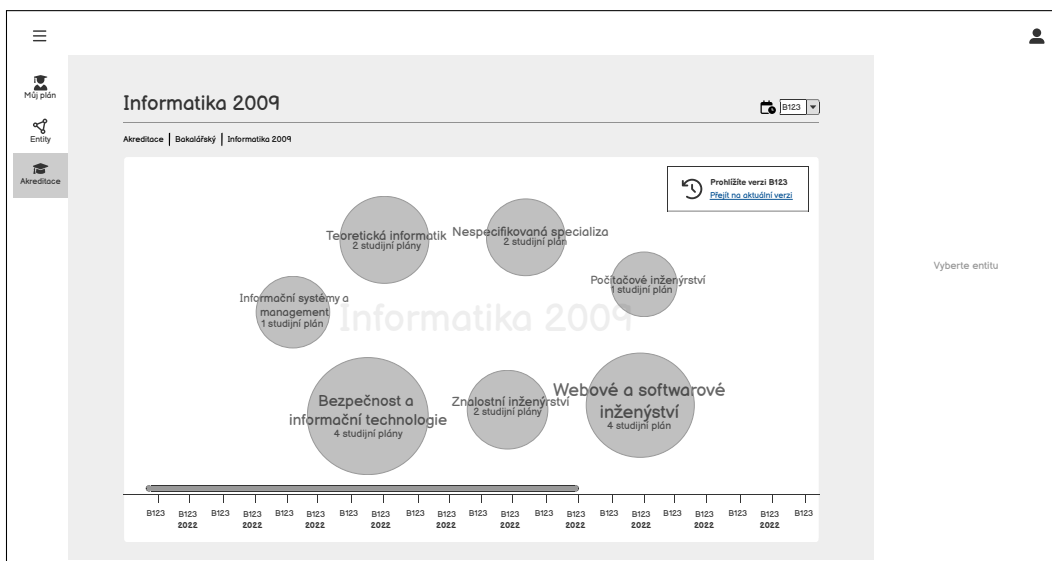 Můj plán
Entity
Akreditace
Informatika 2009
B123
Akreditace | Bakalářský | Informatika 2009
Prohlížíte verzi B123
Přejít na aktuální verzi
Teoretická informatik
2 studijní plány
Nespecifikovaná specializa
2 studijní plán
Počítačové inženýrství
1 studijní plán
Informační systémy a
management
1 studijní plán
Informatika 2009
Bezpečnost a
informační technologie
4 studijní plány
Znalostní inženýrství
2 studijní plány
Webové a softwarové
inženýství
4 studijní plán
Vyberte entitu
B123 B123 B123 B123 B123 B123 B123 B123 B123 B123 B123 B123 B123 B123 B123 B123 B123 B123 B123 B123 B123
2022 2022 2022 2022 2022 2022 2022 2022 2022 2022